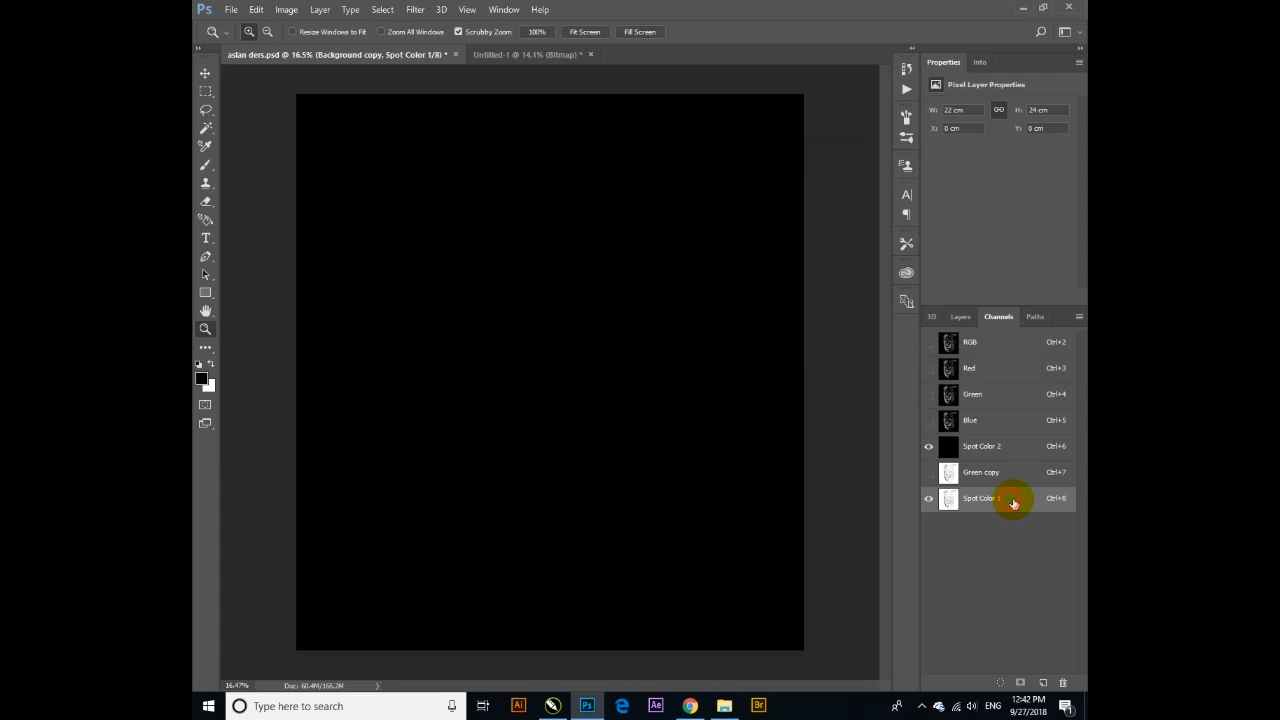 Ps File Edit Image Layer Type Select Filter 3D View Window Help
Resize Windows to Fit Zoom All Windows Scrubby Zoom 100% Fit Screen Fill Screen
aslan ders.psd @ 16.5% (Background copy, Spot Color 1/8) * × Untitled-1 @ 14.1% (Bitmap) * ×
Properties Info
Pixel Layer Properties
W: 22 cm H: 24 cm
X: 0 cm Y: 0 cm
3D Layers Channels Paths
RGB Ctrl+2
Red Ctrl+3
Green Ctrl+4
Blue Ctrl+5
Spot Color 2 Ctrl+6
Green copy Ctrl+7
Spot Color 1 Ctrl+8
16.47% Doc: 60.4M/166.2M
Type here to search
Ai Ps Ae Br
ENG
12:42 PM
9/27/2018
1